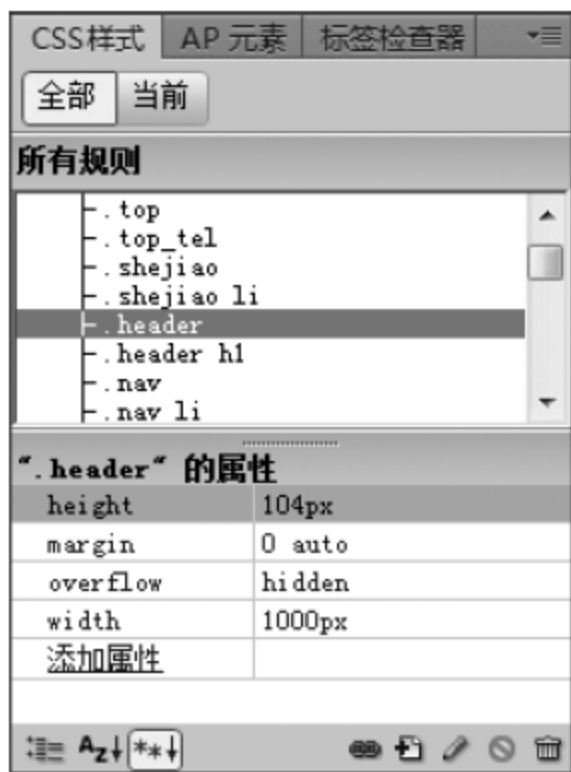 CSS样式 AP 元素 标签检查器
全部 当前
所有规则
.top
.top_tel
.shejiao
.shejiao li
.header
.header h1
.nav
.nav li
“.header” 的属性
height 104px
margin 0 auto
overflow hidden
width 1000px
添加属性
Az↓ **↓